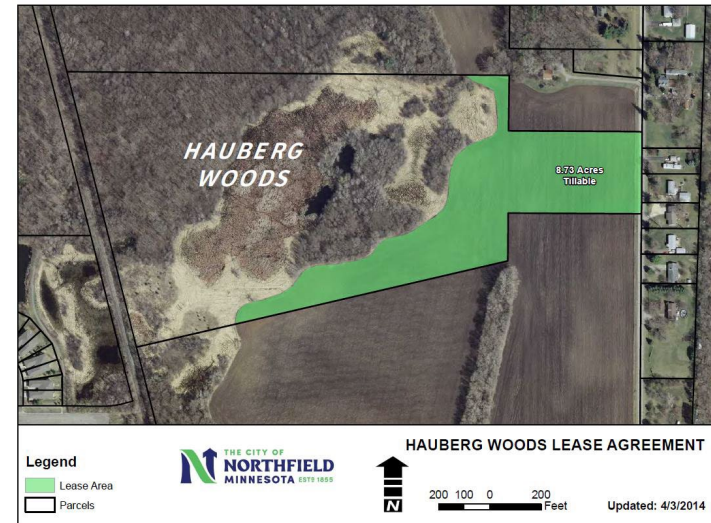 HAUBERG
WOODS
8.73 Acres
Tillable
HAUBERG WOODS LEASE AGREEMENT
Legend
Lease Area
Parcels
THE CITY OF
NORTHFIELD
MINNESOTA ESTD 1855
N
200 100 0 200
Feet
Updated: 4/3/2014